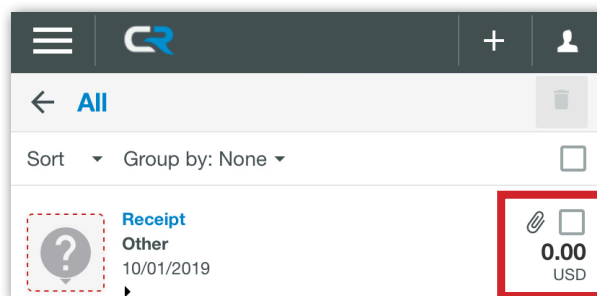 CR
+
← All
Sort
Group by: None
Receipt
Other
10/01/2019
?
0.00
USD